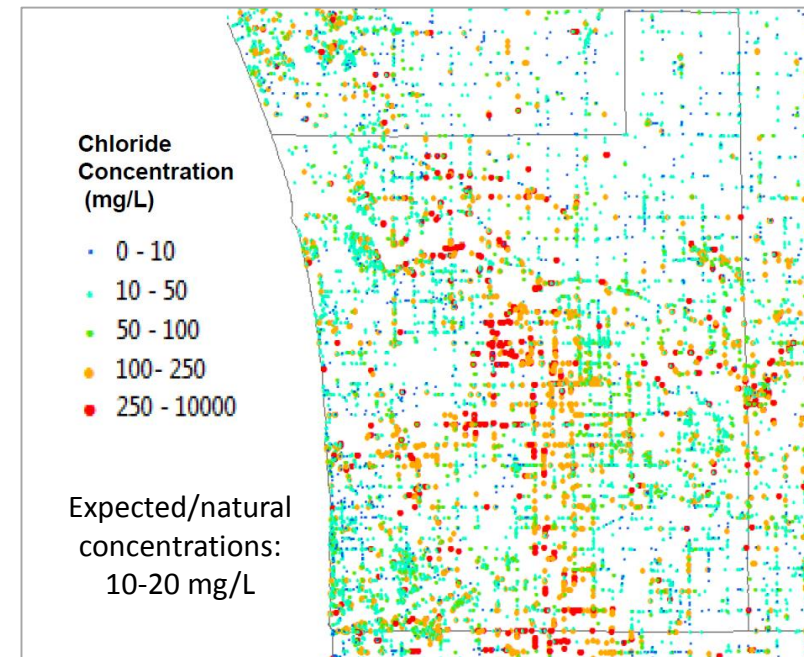 Chloride
Concentration
(mg/L)
0 - 10
10 - 50
50 - 100
100- 250
250 - 10000
Expected/natural
concentrations:
10-20 mg/L